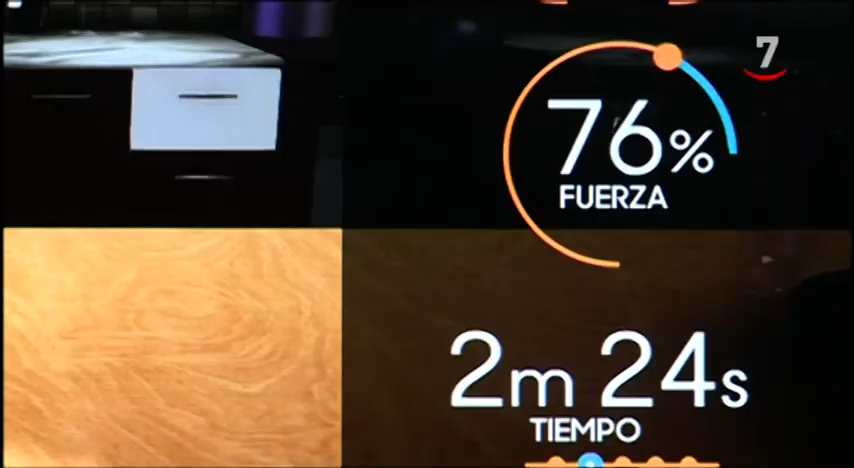 7
76%
FUERZA
2m 24s
TIEMPO